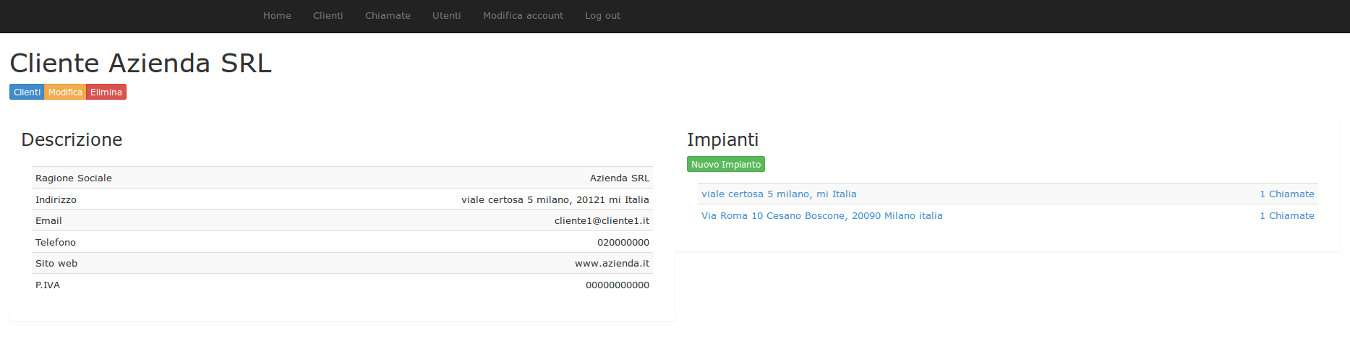 Home Clienti Chiamate Utenti Modifica account Log out
Cliente Azienda SRL
Clienti Modifica Elimina
Descrizione
Ragione Sociale Azienda SRL
Indirizzo viale certosa 5 milano, 20121 mi Italia
Email cliente1@cliente1.it
Telefono 020000000
Sito web www.azienda.it
P.IVA 00000000000
Impianti
Nuovo Impianto
viale certosa 5 milano, mi Italia 1 Chiamate
Via Roma 10 Cesano Boscone, 20090 Milano italia 1 Chiamate